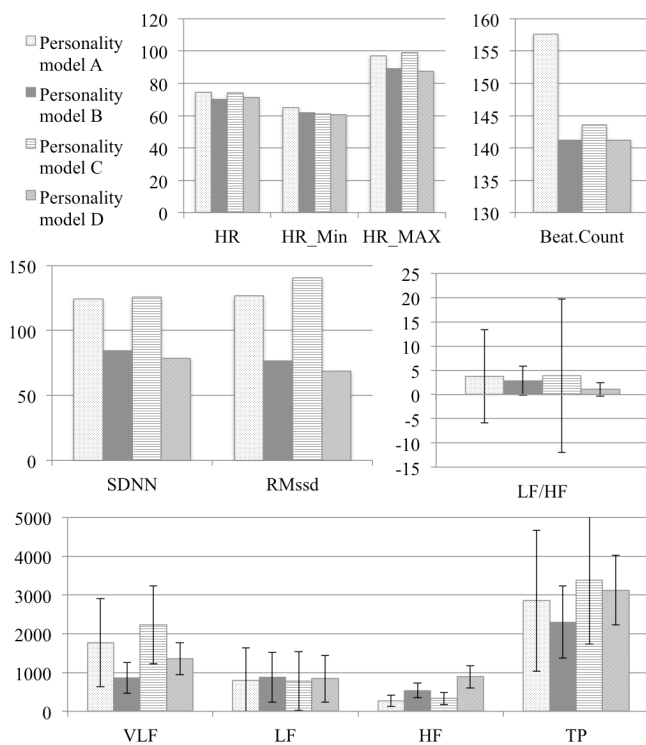 Personality
model A
Personality
model B
Personality
model C
Personality
model D
120
100
80
60
40
20
0
HR HR_Min HR_MAX
160
155
150
145
140
135
130
Beat.Count
150
100
50
0
SDNN RMssd
25
20
15
10
5
0
-5
-10
-15
LF/HF
5000
4000
3000
2000
1000
0
VLF LF HF TP